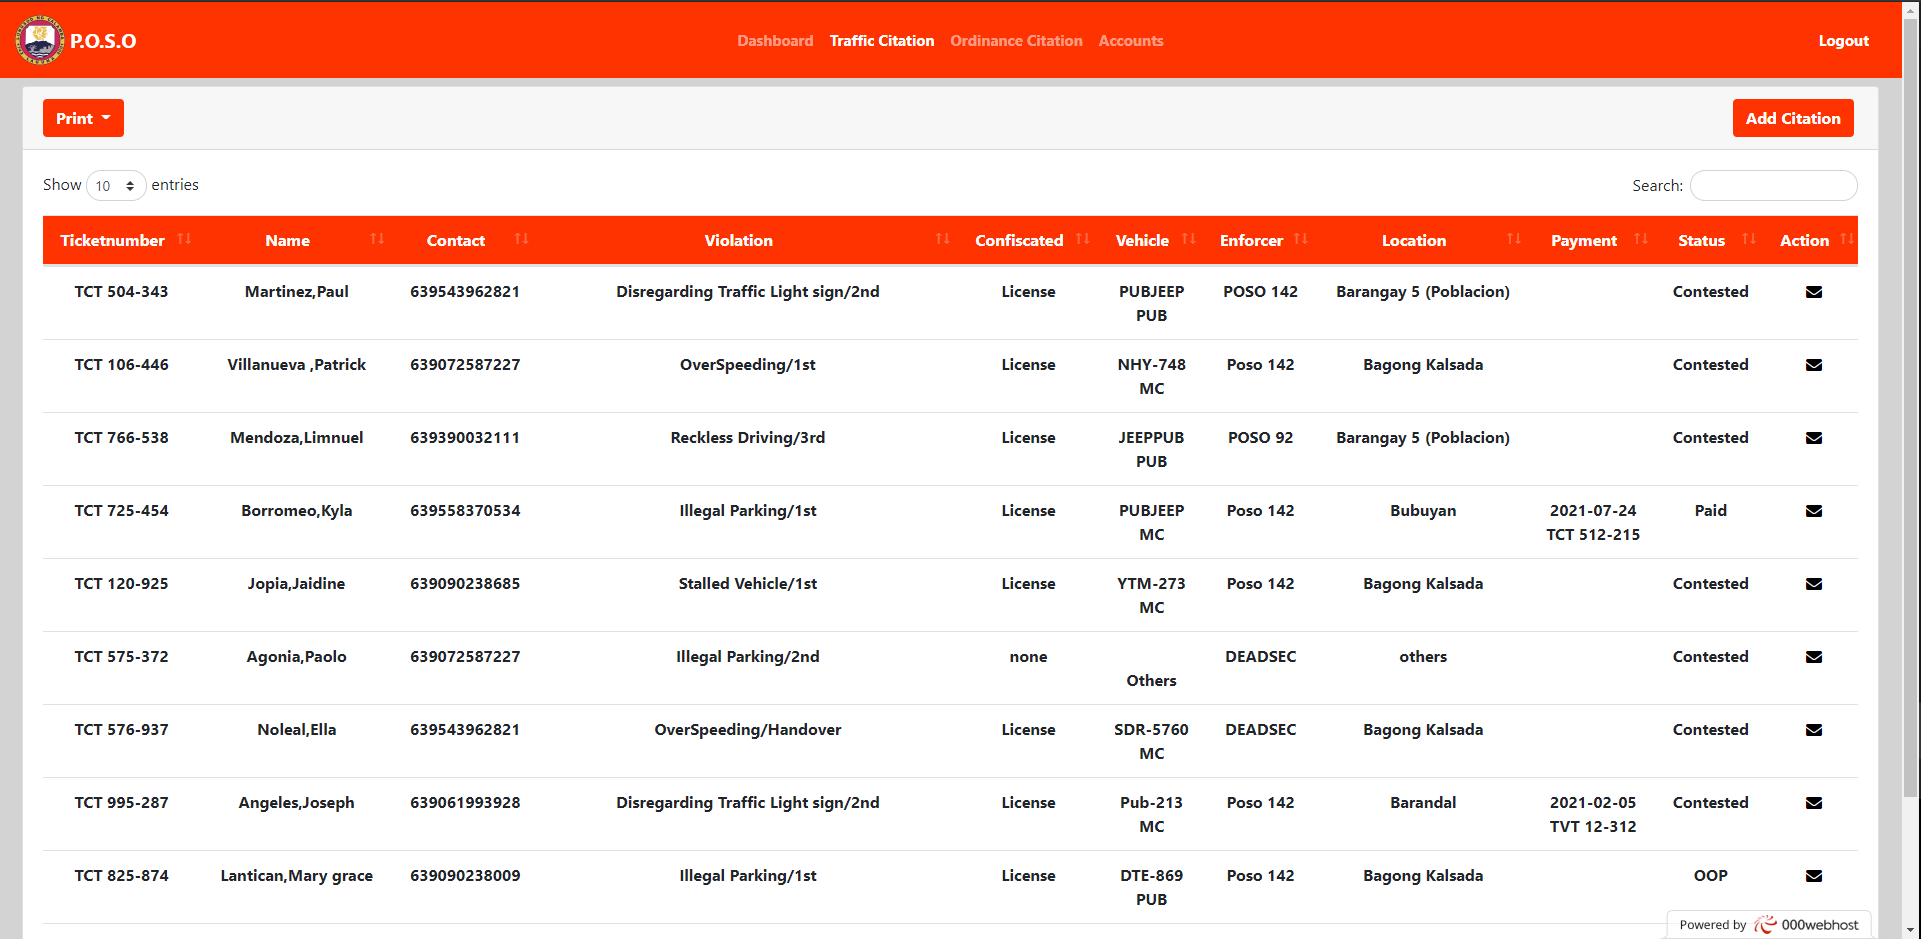 P.O.S.O Dashboard Traffic Citation Ordinance Citation Accounts Logout
Print Add Citation
Show 10 entries Search:
Ticketnumber Name Contact Violation Confiscated Vehicle Enforcer Location Payment Status Action
TCT 504-343 Martinez,Paul 639543962821 Disregarding Traffic Light sign/2nd License PUBJEEP POSO 142 Barangay 5 (Poblacion) Contested
PUB
TCT 106-446 Villanueva ,Patrick 639072587227 OverSpeeding/1st License NHY-748 Poso 142 Bagong Kalsada Contested
MC
TCT 766-538 Mendoza,Limnuel 639390032111 Reckless Driving/3rd License JEEPPUB POSO 92 Barangay 5 (Poblacion) Contested
PUB
TCT 725-454 Borromeo,Kyla 639558370534 Illegal Parking/1st License PUBJEEP Poso 142 Bubuyan 2021-07-24 Paid
MC TCT 512-215
TCT 120-925 Jopia,Jaidine 639090238685 Stalled Vehicle/1st License YTM-273 Poso 142 Bagong Kalsada Contested
MC
TCT 575-372 Agonia,Paolo 639072587227 Illegal Parking/2nd none DEADSEC others Contested
Others
TCT 576-937 Noleal,Ella 639543962821 OverSpeeding/Handover License SDR-5760 DEADSEC Bagong Kalsada Contested
MC
TCT 995-287 Angeles,Joseph 639061993928 Disregarding Traffic Light sign/2nd License Pub-213 Poso 142 Barandal 2021-02-05 Contested
MC TVT 12-312
TCT 825-874 Lantican,Mary grace 639090238009 Illegal Parking/1st License DTE-869 Poso 142 Bagong Kalsada OOP
PUB
Powered by 000webhost